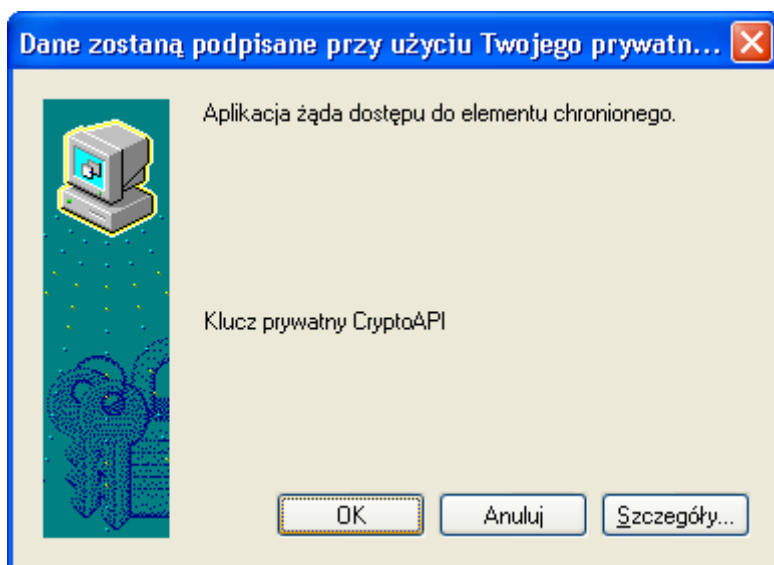 Dane zostaną podpisane przy użyciu Twojego prywatn...
Aplikacja żąda dostępu do elementu chronionego.
Klucz prywatny CryptoAPI
OK
Anuluj
Szczegóły...